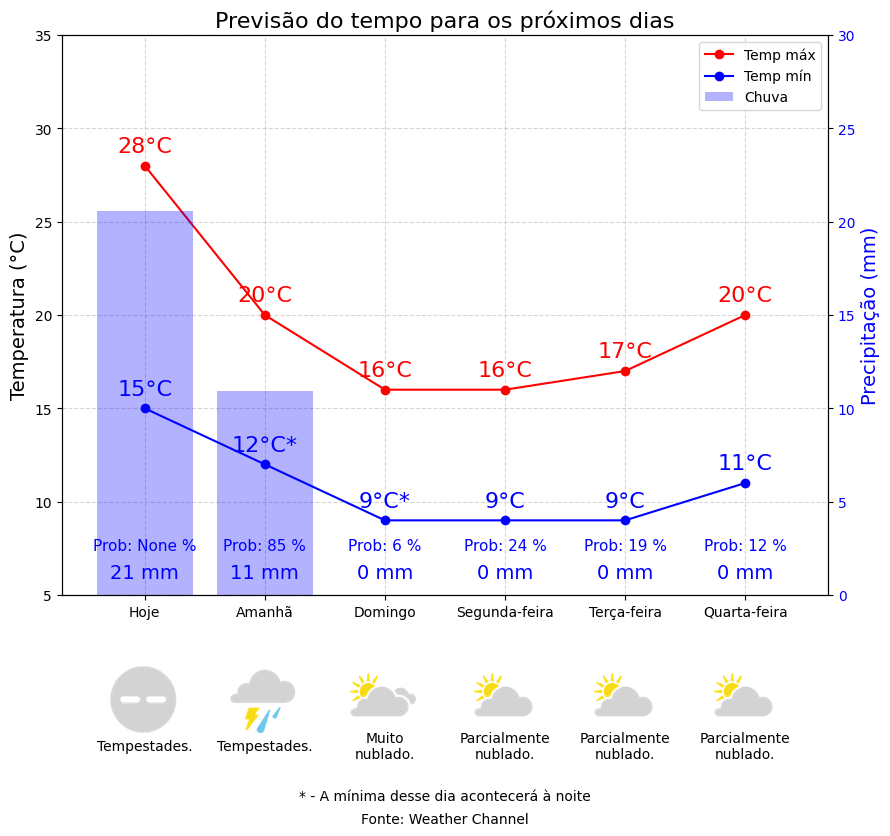 Previsão do tempo para os próximos dias
35
30
25
20
15
10
5
Temperatura (°C)
30
25
20
15
10
5
0
Precipitação (mm)
Temp máx
Temp mín
Chuva
28°C
20°C
16°C
16°C
17°C
20°C
15°C
12°C*
9°C*
9°C
9°C
11°C
Prob: None %
Prob: 85 %
Prob: 6 %
Prob: 24 %
Prob: 19 %
Prob: 12 %
21 mm
11 mm
0 mm
0 mm
0 mm
0 mm
Hoje
Amanhã
Domingo
Segunda-feira
Terça-feira
Quarta-feira
Tempestades.
Tempestades.
Muito
nublado.
Parcialmente
nublado.
Parcialmente
nublado.
Parcialmente
nublado.
* - A mínima desse dia acontecerá à noite
Fonte: Weather Channel